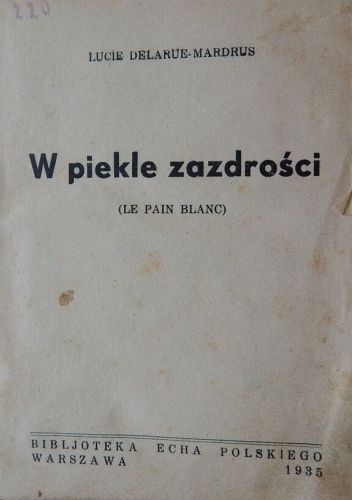 220
LUCIE DELARUE-MARDRUS
W piekle zazdrości
(LE PAIN BLANC)
BIBLJOTEKA ECHA POLSKIEGO
WARSZAWA 1935